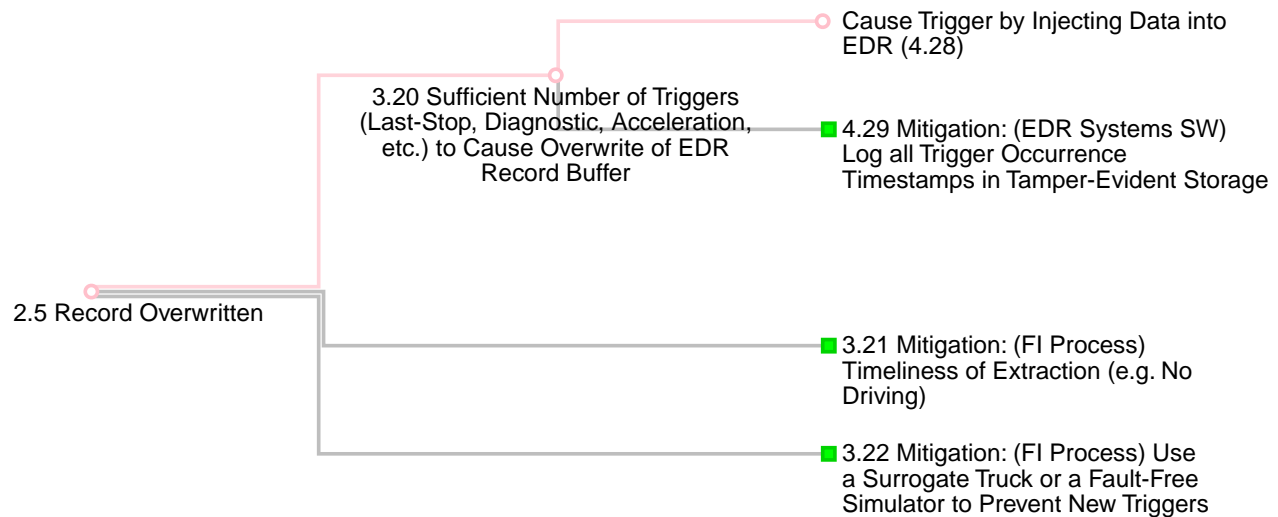 Cause Trigger by Injecting Data into
EDR (4.28)
3.20 Sufficient Number of Triggers
(Last-Stop, Diagnostic, Acceleration,
etc.) to Cause Overwrite of EDR
Record Buffer
4.29 Mitigation: (EDR Systems SW)
Log all Trigger Occurrence
Timestamps in Tamper-Evident Storage
2.5 Record Overwritten
3.21 Mitigation: (FI Process)
Timeliness of Extraction (e.g. No
Driving)
3.22 Mitigation: (FI Process) Use
a Surrogate Truck or a Fault-Free
Simulator to Prevent New Triggers